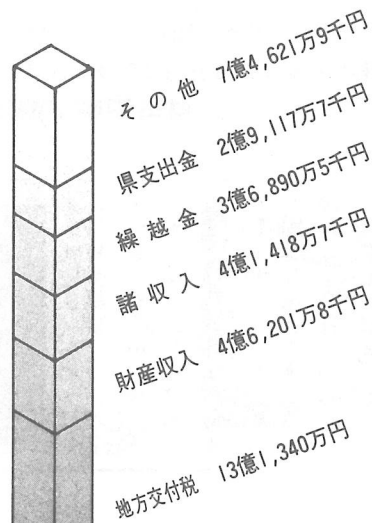 その他 7億4,621万9千円
県支出金 2億9,117万7千円
繰越金 3億6,890万5千円
諸収入 4億1,418万7千円
財産収入 4億6,201万8千円
地方交付税 13億1,340万円